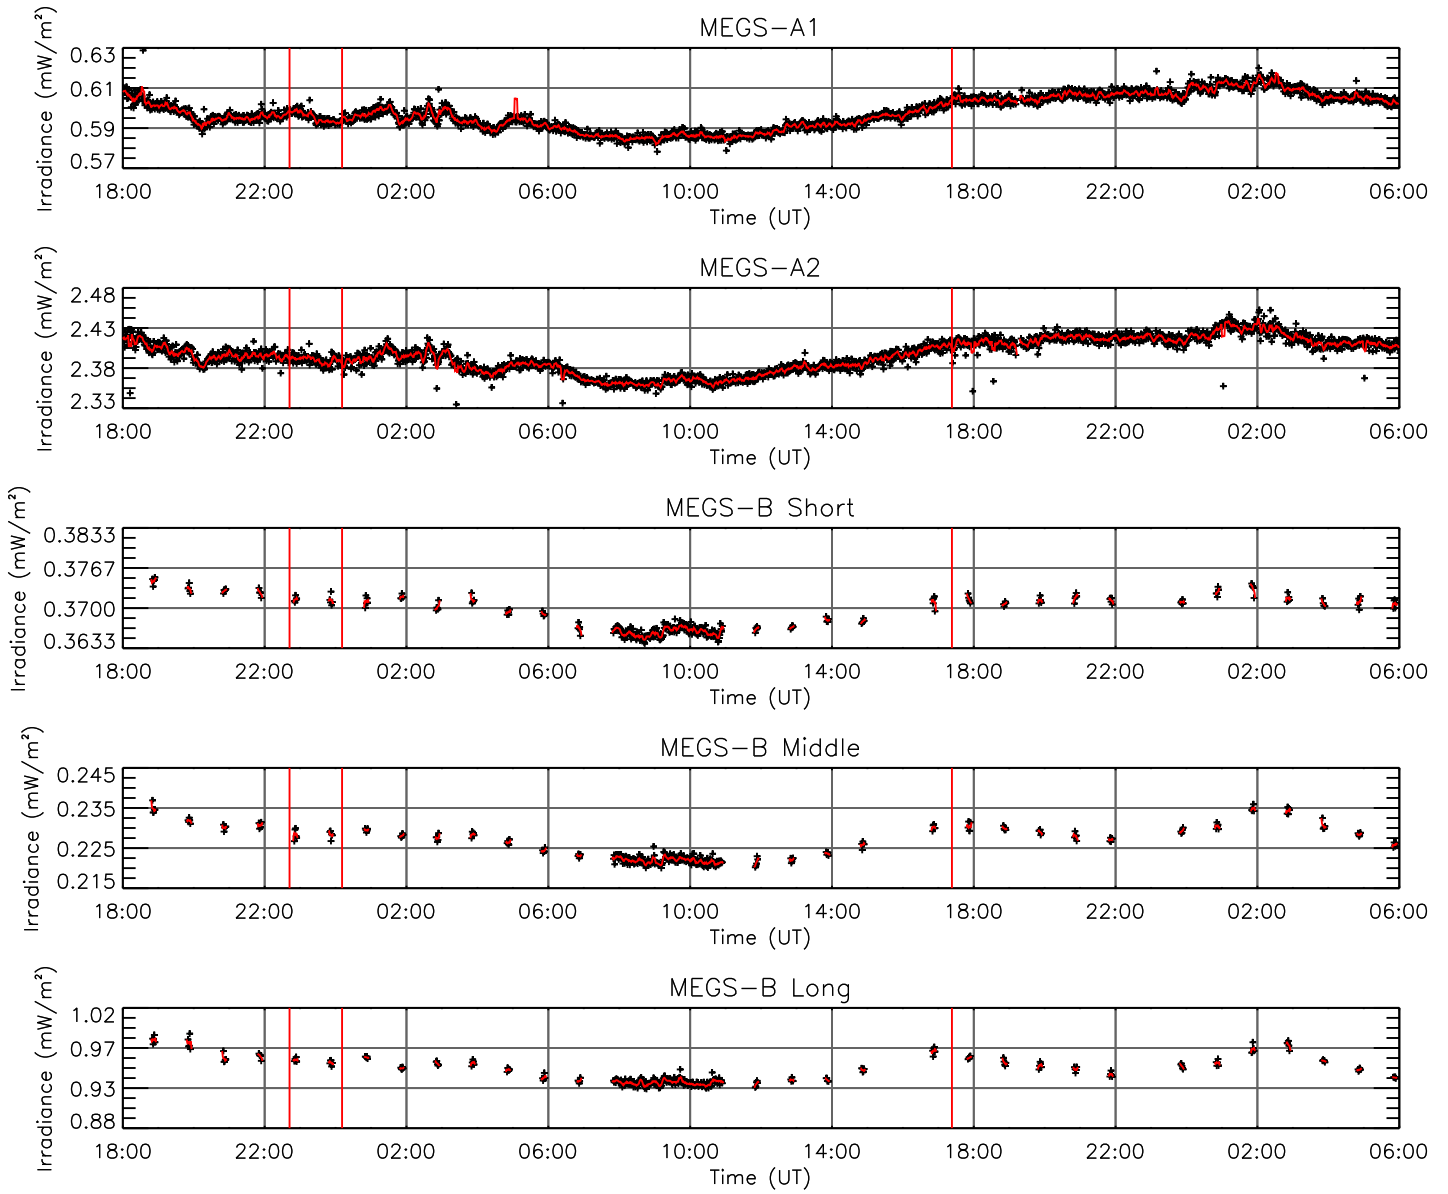 MEGS-A1
Irradiance (mW/m²)
0.63
0.61
0.59
0.57
18:00 22:00 02:00 06:00 10:00 14:00 18:00 22:00 02:00 06:00
Time (UT)
MEGS-A2
Irradiance (mW/m²)
2.48
2.43
2.38
2.33
18:00 22:00 02:00 06:00 10:00 14:00 18:00 22:00 02:00 06:00
Time (UT)
MEGS-B Short
Irradiance (mW/m²)
0.3833
0.3767
0.3700
0.3633
18:00 22:00 02:00 06:00 10:00 14:00 18:00 22:00 02:00 06:00
Time (UT)
MEGS-B Middle
Irradiance (mW/m²)
0.245
0.235
0.225
0.215
18:00 22:00 02:00 06:00 10:00 14:00 18:00 22:00 02:00 06:00
Time (UT)
MEGS-B Long
Irradiance (mW/m²)
1.02
0.97
0.93
0.88
18:00 22:00 02:00 06:00 10:00 14:00 18:00 22:00 02:00 06:00
Time (UT)